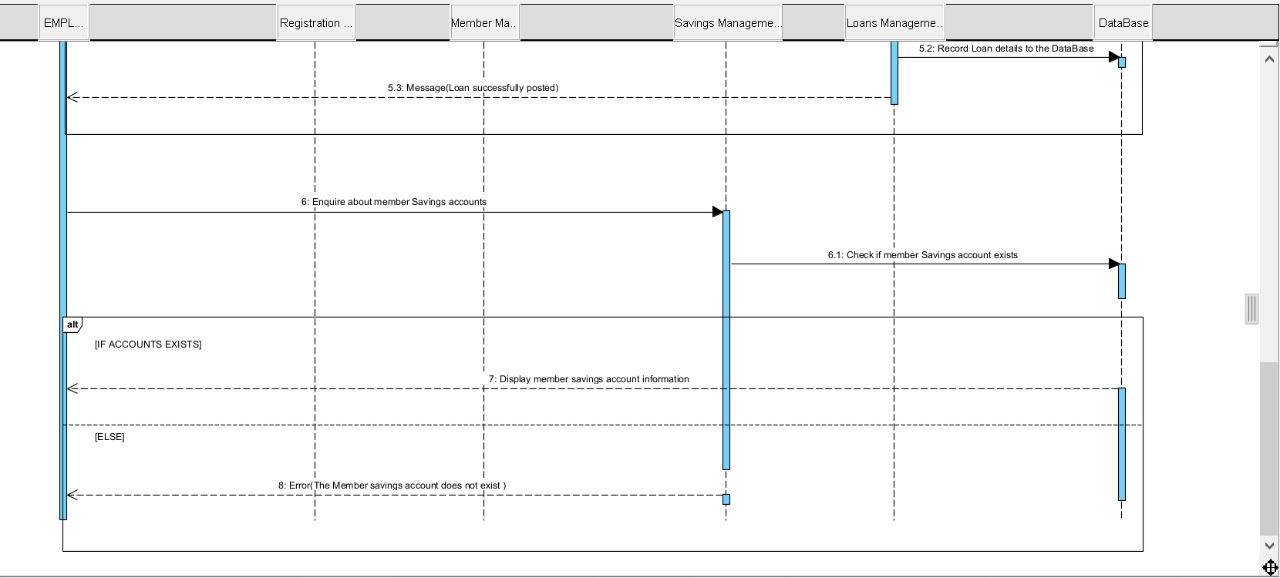 EMPL...
Registration ...
Member Ma..
Savings Manageme...
Loans Manageme..
DataBase
5.2: Record Loan details to the DataBase
5.3: Message(Loan successfully posted)
6: Enquire about member Savings accounts
6.1: Check if member Savings account exists
alt
[IF ACCOUNTS EXISTS]
7: Display member savings account information
[ELSE]
8: Error(The Member savings account does not exist )